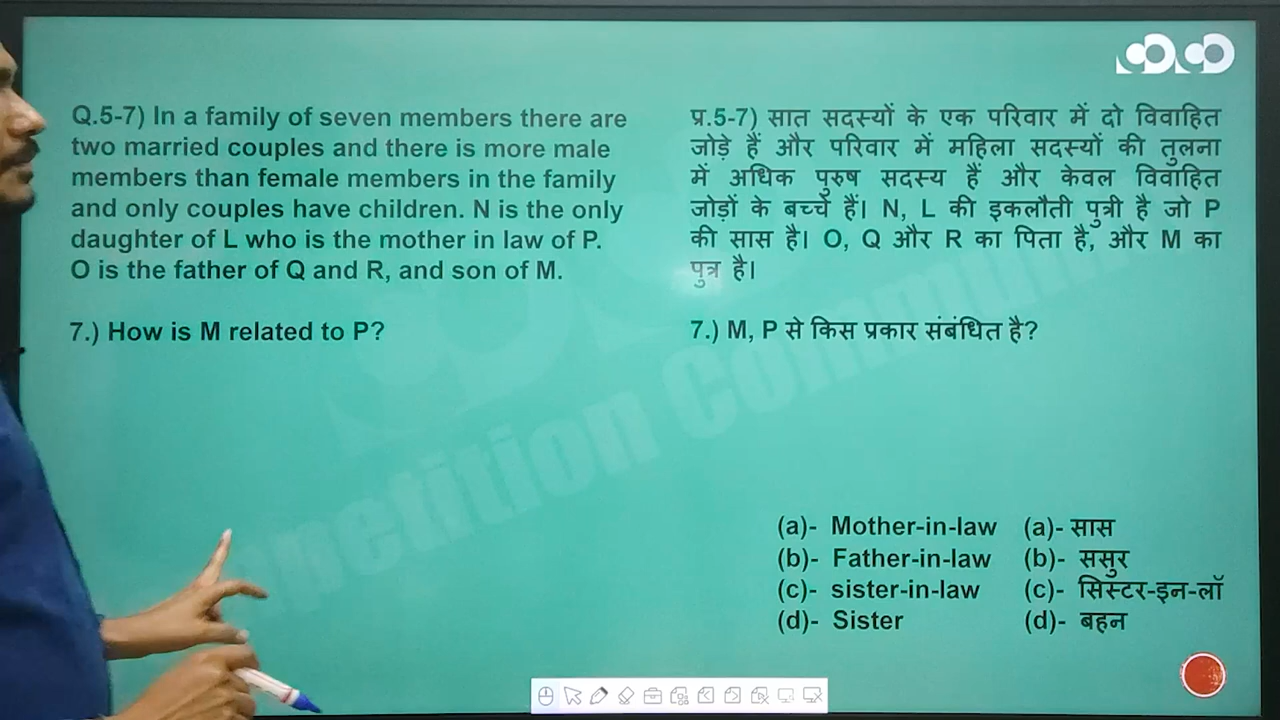 Q.5-7) In a family of seven members there are
two married couples and there is more male
members than female members in the family
and only couples have children. N is the only
daughter of L who is the mother in law of P.
O is the father of Q and R, and son of M.
7.) How is M related to P?
प्र.5-7) सात सदस्यों के एक परिवार में दो विवाहित
जोड़े हैं और परिवार में महिला सदस्यों की तुलना
में अधिक पुरुष सदस्य हैं और केवल विवाहित
जोड़ों के बच्चे हैं। N, L की इकलौती पुत्री है जो P
की सास है। O, Q और R का पिता है, और M का
पुत्र है।
7.) M, P से किस प्रकार संबंधित है?
(a)- Mother-in-law (a)- सास
(b)- Father-in-law (b)- ससुर
(c)- sister-in-law (c)- सिस्टर-इन-लॉ
(d)- Sister (d)- बहन